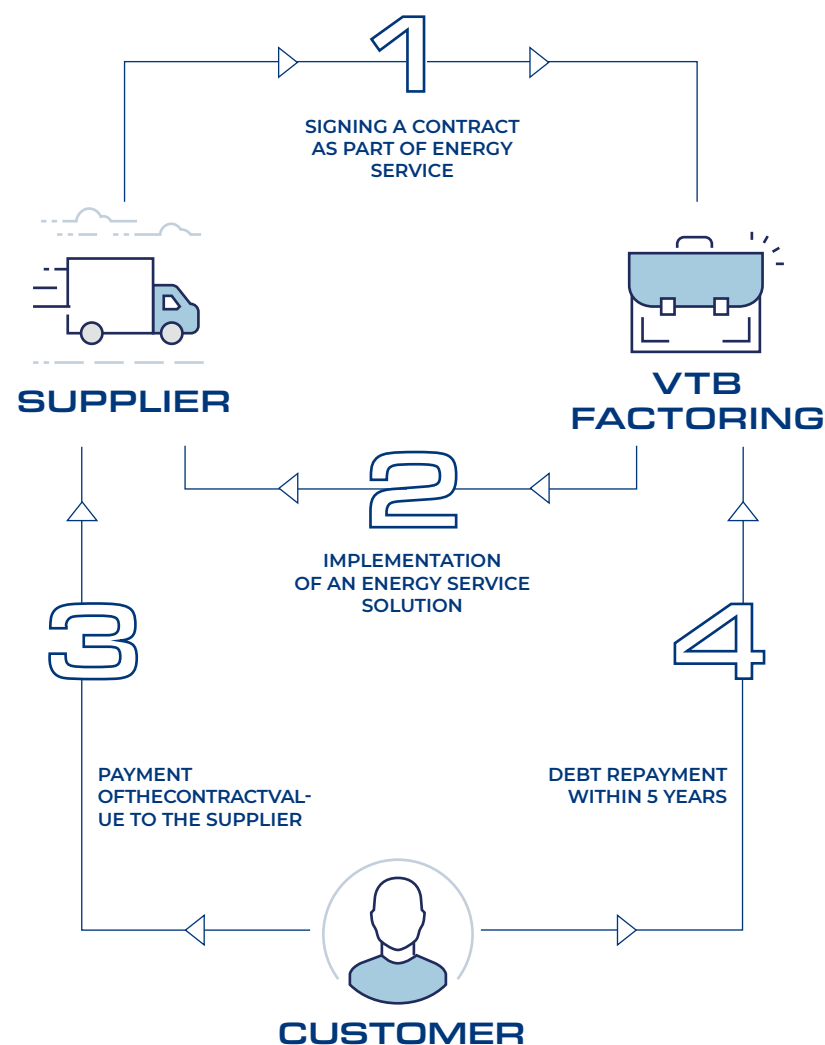 1
SIGNING A CONTRACT
AS PART OF ENERGY
SERVICE
SUPPLIER
VTB
FACTORING
2
IMPLEMENTATION
OF AN ENERGY SERVICE
SOLUTION
3
4
PAYMENT
OFTHECONTRACTVAL-
UE TO THE SUPPLIER
DEBT REPAYMENT
WITHIN 5 YEARS
CUSTOMER